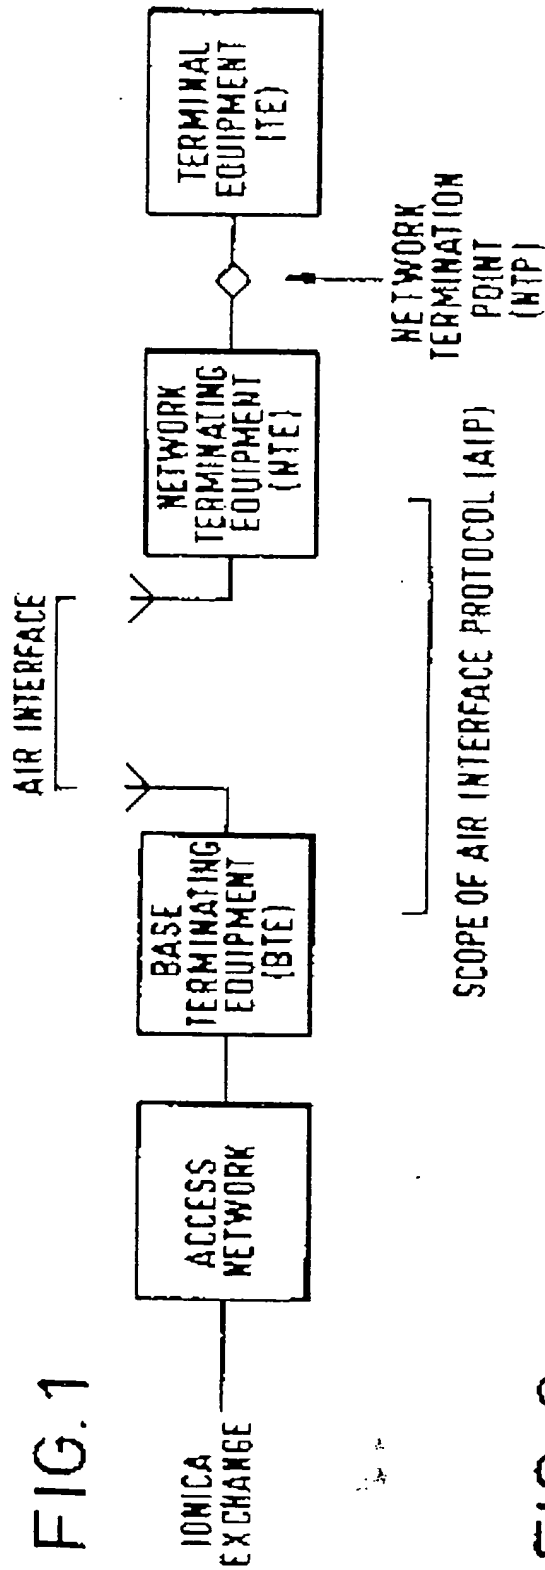 FIG. 1
IONICA
EXCHANGE
ACCESS
NETWORK
BASE
TERMINATING
EQUIPMENT
(BTE)
AIR INTERFACE
NETWORK
TERMINATING
EQUIPMENT
(NTE)
TERMINAL
EQUIPMENT
(TE)
NETWORK
TERMINATION
POINT
(NTP)
SCOPE OF AIR INTERFACE PROTOCOL (AIP)